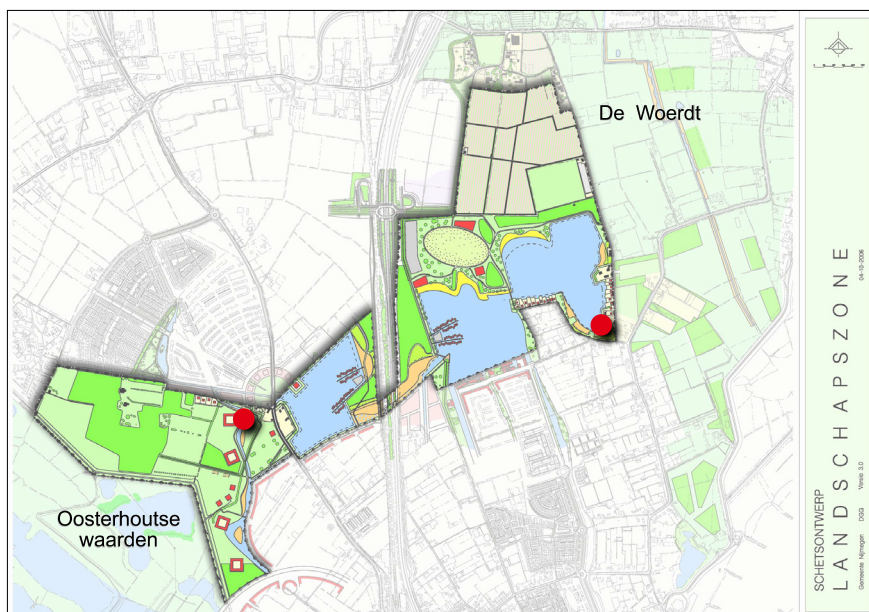 De Woerdt
Oosterhoutse
waarden
SCHETSONTWERP
LANDSCHAPSZONE
Gemeente Nijmegen DGG Versie 3.0
04-10-2006